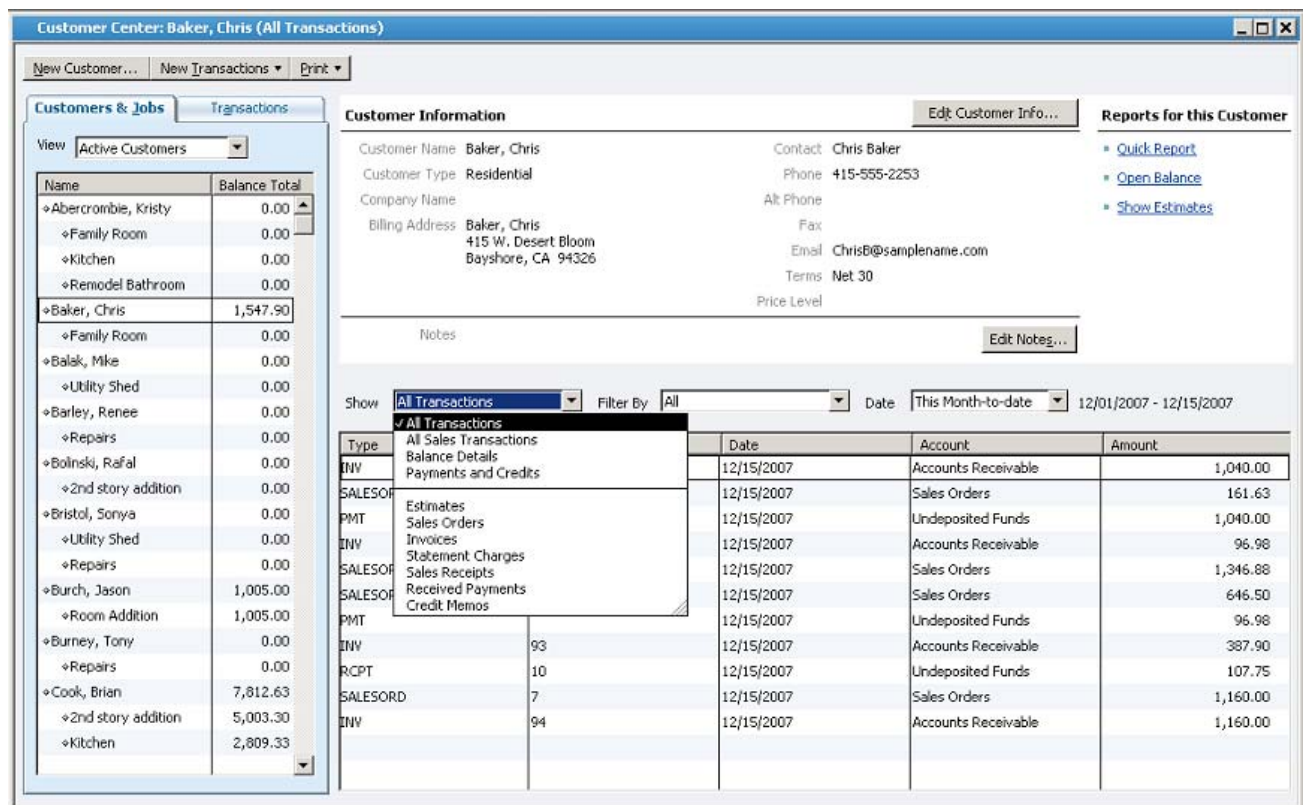 Customer Center: Baker, Chris (All Transactions)
New Customer... New Transactions Print
Customers & Jobs Transactions
View Active Customers
Name Balance Total
Abercrombie, Kristy 0.00
Family Room 0.00
Kitchen 0.00
Remodel Bathroom 0.00
Baker, Chris 1,547.90
Family Room 0.00
Balak, Mike 0.00
Utility Shed 0.00
Barley, Renee 0.00
Repairs 0.00
Bolinski, Rafal 0.00
2nd story addition 0.00
Bristol, Sonya 0.00
Utility Shed 0.00
Repairs 0.00
Burch, Jason 1,005.00
Room Addition 1,005.00
Burney, Tony 0.00
Repairs 0.00
Cook, Brian 7,812.63
2nd story addition 5,003.30
Kitchen 2,809.33
Customer Information Edit Customer Info...
Customer Name Baker, Chris Contact Chris Baker
Customer Type Residential Phone 415-555-2253
Company Name Alt Phone
Billing Address Baker, Chris Fax
415 W. Desert Bloom
Bayshore, CA 94326 Email ChrisB@samplename.com
Terms Net 30
Price Level
Notes Edit Notes...
Reports for this Customer
Quick Report
Open Balance
Show Estimates
Show All Transactions Filter By All Date This Month-to-date 12/01/2007 - 12/15/2007
All Transactions
All Sales Transactions
Balance Details
Payments and Credits
Estimates
Sales Orders
Invoices
Statement Charges
Sales Receipts
Received Payments
Credit Memos
Type Date Account Amount
INV 12/15/2007 Accounts Receivable 1,040.00
SALESOR 12/15/2007 Sales Orders 161.63
PMT 12/15/2007 Undeposited Funds 1,040.00
INV 12/15/2007 Accounts Receivable 96.98
SALESOR 12/15/2007 Sales Orders 1,346.88
SALESOR 12/15/2007 Sales Orders 646.50
PMT 12/15/2007 Undeposited Funds 96.98
INV 93 12/15/2007 Accounts Receivable 387.90
RCPT 10 12/15/2007 Undeposited Funds 107.75
SALESORD 7 12/15/2007 Sales Orders 1,160.00
INV 94 12/15/2007 Accounts Receivable 1,160.00